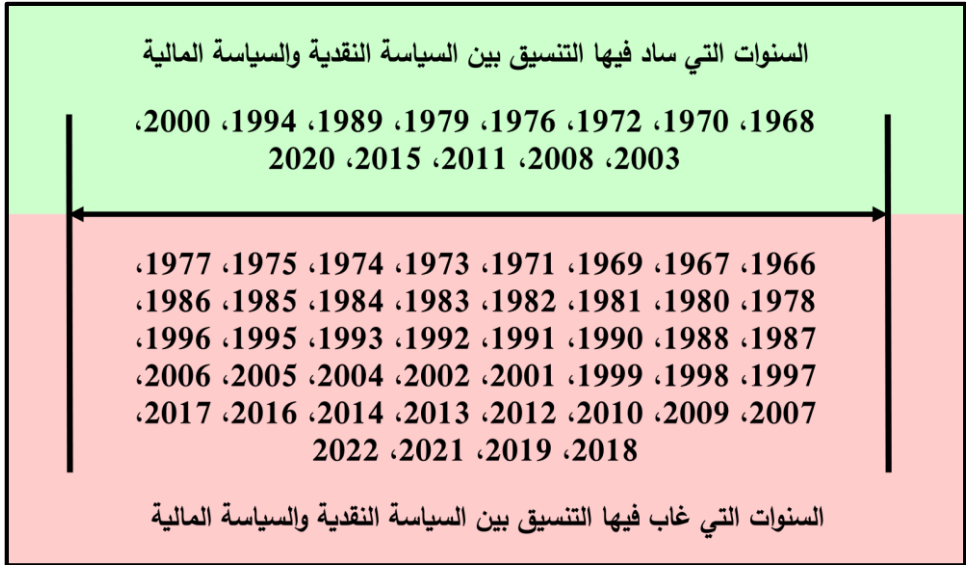 السنوات التي ساد فيها التنسيق بين السياسة النقدية والسياسة المالية
1968، 1970، 1972، 1976، 1979، 1989، 1994، 2000،
2003، 2008، 2011، 2015، 2020
1966، 1967، 1969، 1971، 1973، 1974، 1975، 1977،
1978، 1980، 1981، 1982، 1983، 1984، 1985، 1986،
1987، 1988، 1990، 1991، 1992، 1993، 1995، 1996،
1997، 1998، 1999، 2001، 2002، 2004، 2005، 2006،
2007، 2009، 2010، 2012، 2013، 2014، 2016، 2017،
2018، 2019، 2021، 2022
السنوات التي غاب فيها التنسيق بين السياسة النقدية والسياسة المالية